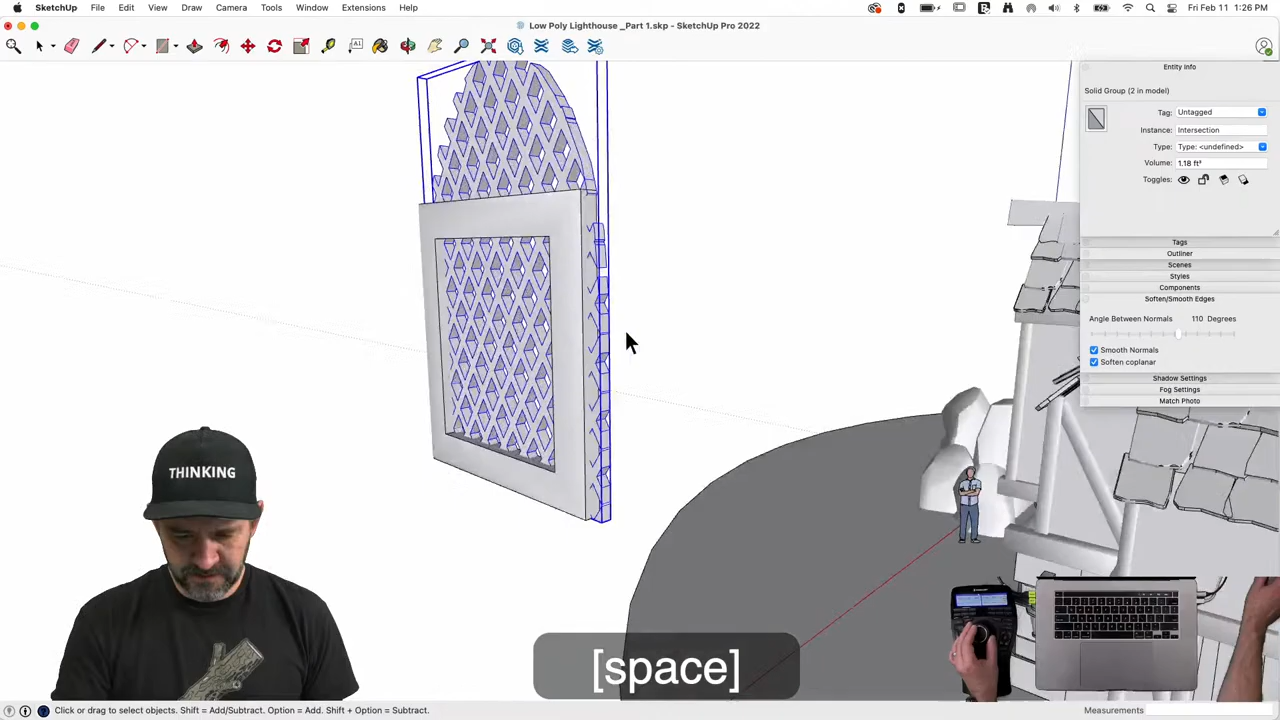 SketchUp File Edit View Draw Camera Tools Window Extensions Help Fri Feb 11 1:26 PM
Low Poly Lighthouse _Part 1.skp - SketchUp Pro 2022
Entity Info
Solid Group (2 in model)
Tag: Untagged
Instance: Intersection
Type: Type: <undefined>
Volume: 1.18 ft³
Toggles:
Tags
Outliner
Scenes
Styles
Components
Soften/Smooth Edges
Angle Between Normals 110 Degrees
Smooth Normals
Soften coplanar
Shadow Settings
Fog Settings
Match Photo
THINKING
[space]
Click or drag to select objects. Shift = Add/Subtract. Option = Add. Shift + Option = Subtract. Measurements